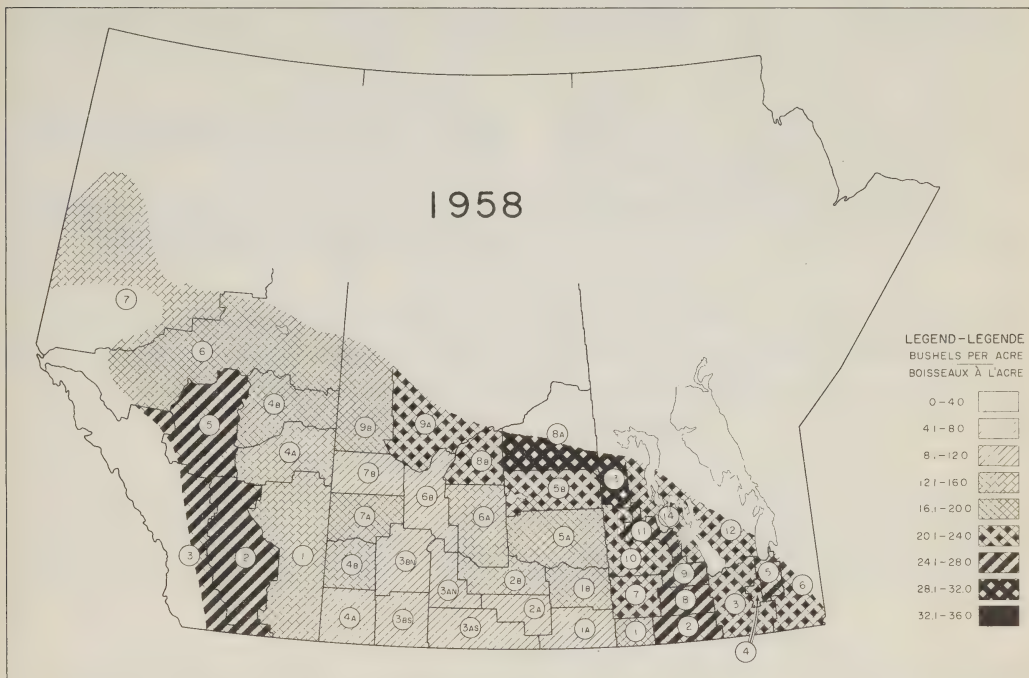 1958
7
6
5
4B
4A
3
2
1
9B
9A
8B
8A
7B
7A
6B
6A
5B
5A
4B
3BN
3AN
2B
1B
4A
3BS
3AS
2A
1A
13
14
12
11
10
9
8
7
6
5
3
2
1
4
LEGEND-LEGENDE
BUSHELS PER ACRE
BOISSEAUX À L'ACRE
0-4.0
4.1-8.0
8.1-12.0
12.1-16.0
16.1-20.0
20.1-24.0
24.1-28.0
28.1-32.0
32.1-36.0